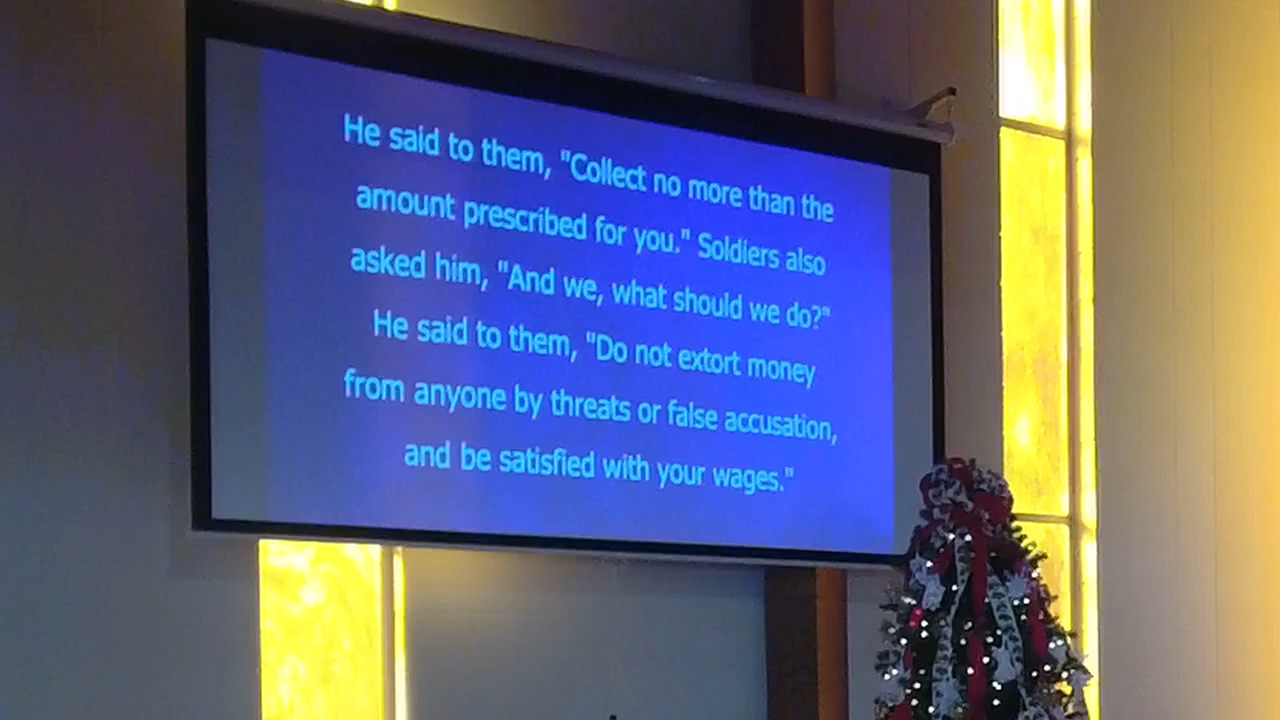 He said to them, "Collect no more than the
amount prescribed for you." Soldiers also
asked him, "And we, what should we do?"
He said to them, "Do not extort money
from anyone by threats or false accusation,
and be satisfied with your wages."